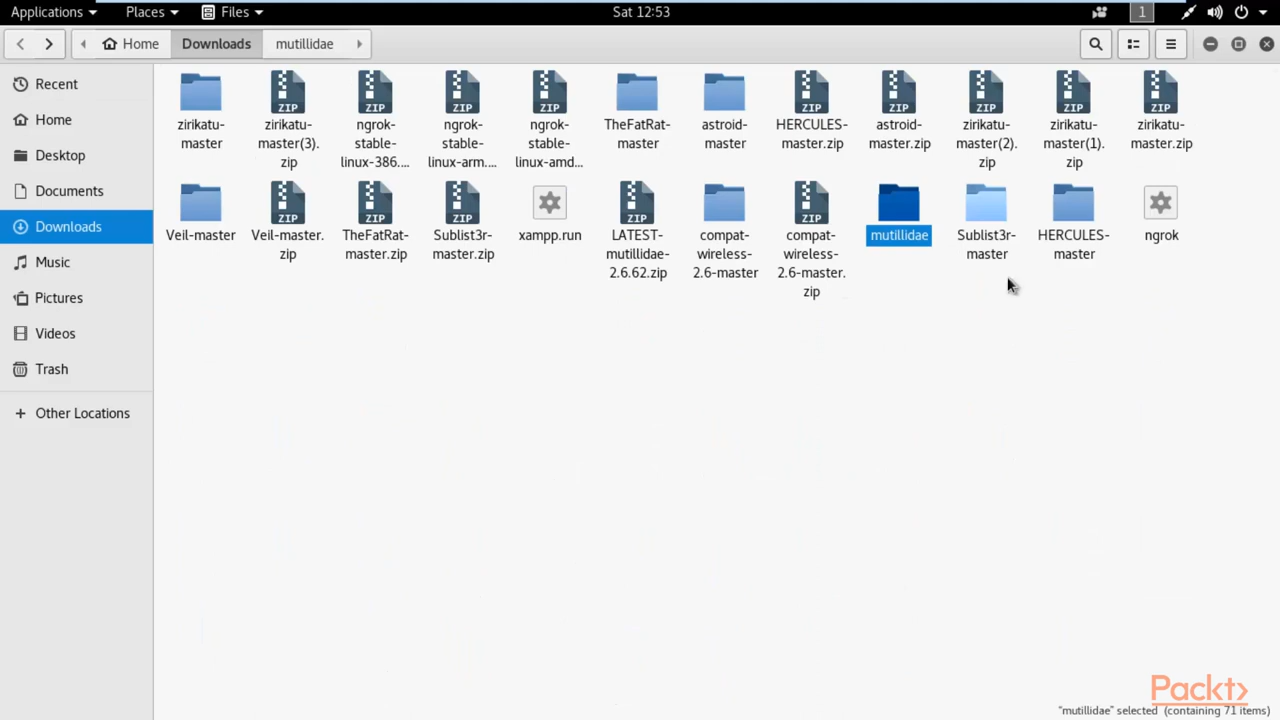 Applications Places Files Sat 12:53 1
Home Downloads mutillidae
Recent
Home
Desktop
Documents
Downloads
Music
Pictures
Videos
Trash
+ Other Locations
zirikatu-
master
ZIP
zirikatu-
master(3).
zip
ZIP
ngrok-
stable-
linux-386....
ZIP
ngrok-
stable-
linux-arm....
ZIP
ngrok-
stable-
linux-amd...
TheFatRat-
master
astroid-
master
ZIP
HERCULES-
master.zip
ZIP
astroid-
master.zip
ZIP
zirikatu-
master(2).
zip
ZIP
zirikatu-
master(1).
zip
ZIP
zirikatu-
master.zip
Veil-master
ZIP
Veil-master.
zip
ZIP
TheFatRat-
master.zip
ZIP
Sublist3r-
master.zip
xampp.run
ZIP
LATEST-
mutillidae-
2.6.62.zip
compat-
wireless-
2.6-master
ZIP
compat-
wireless-
2.6-master.
zip
mutillidae
Sublist3r-
master
HERCULES-
master
ngrok
Packt>
"mutillidae" selected (containing 71 items)